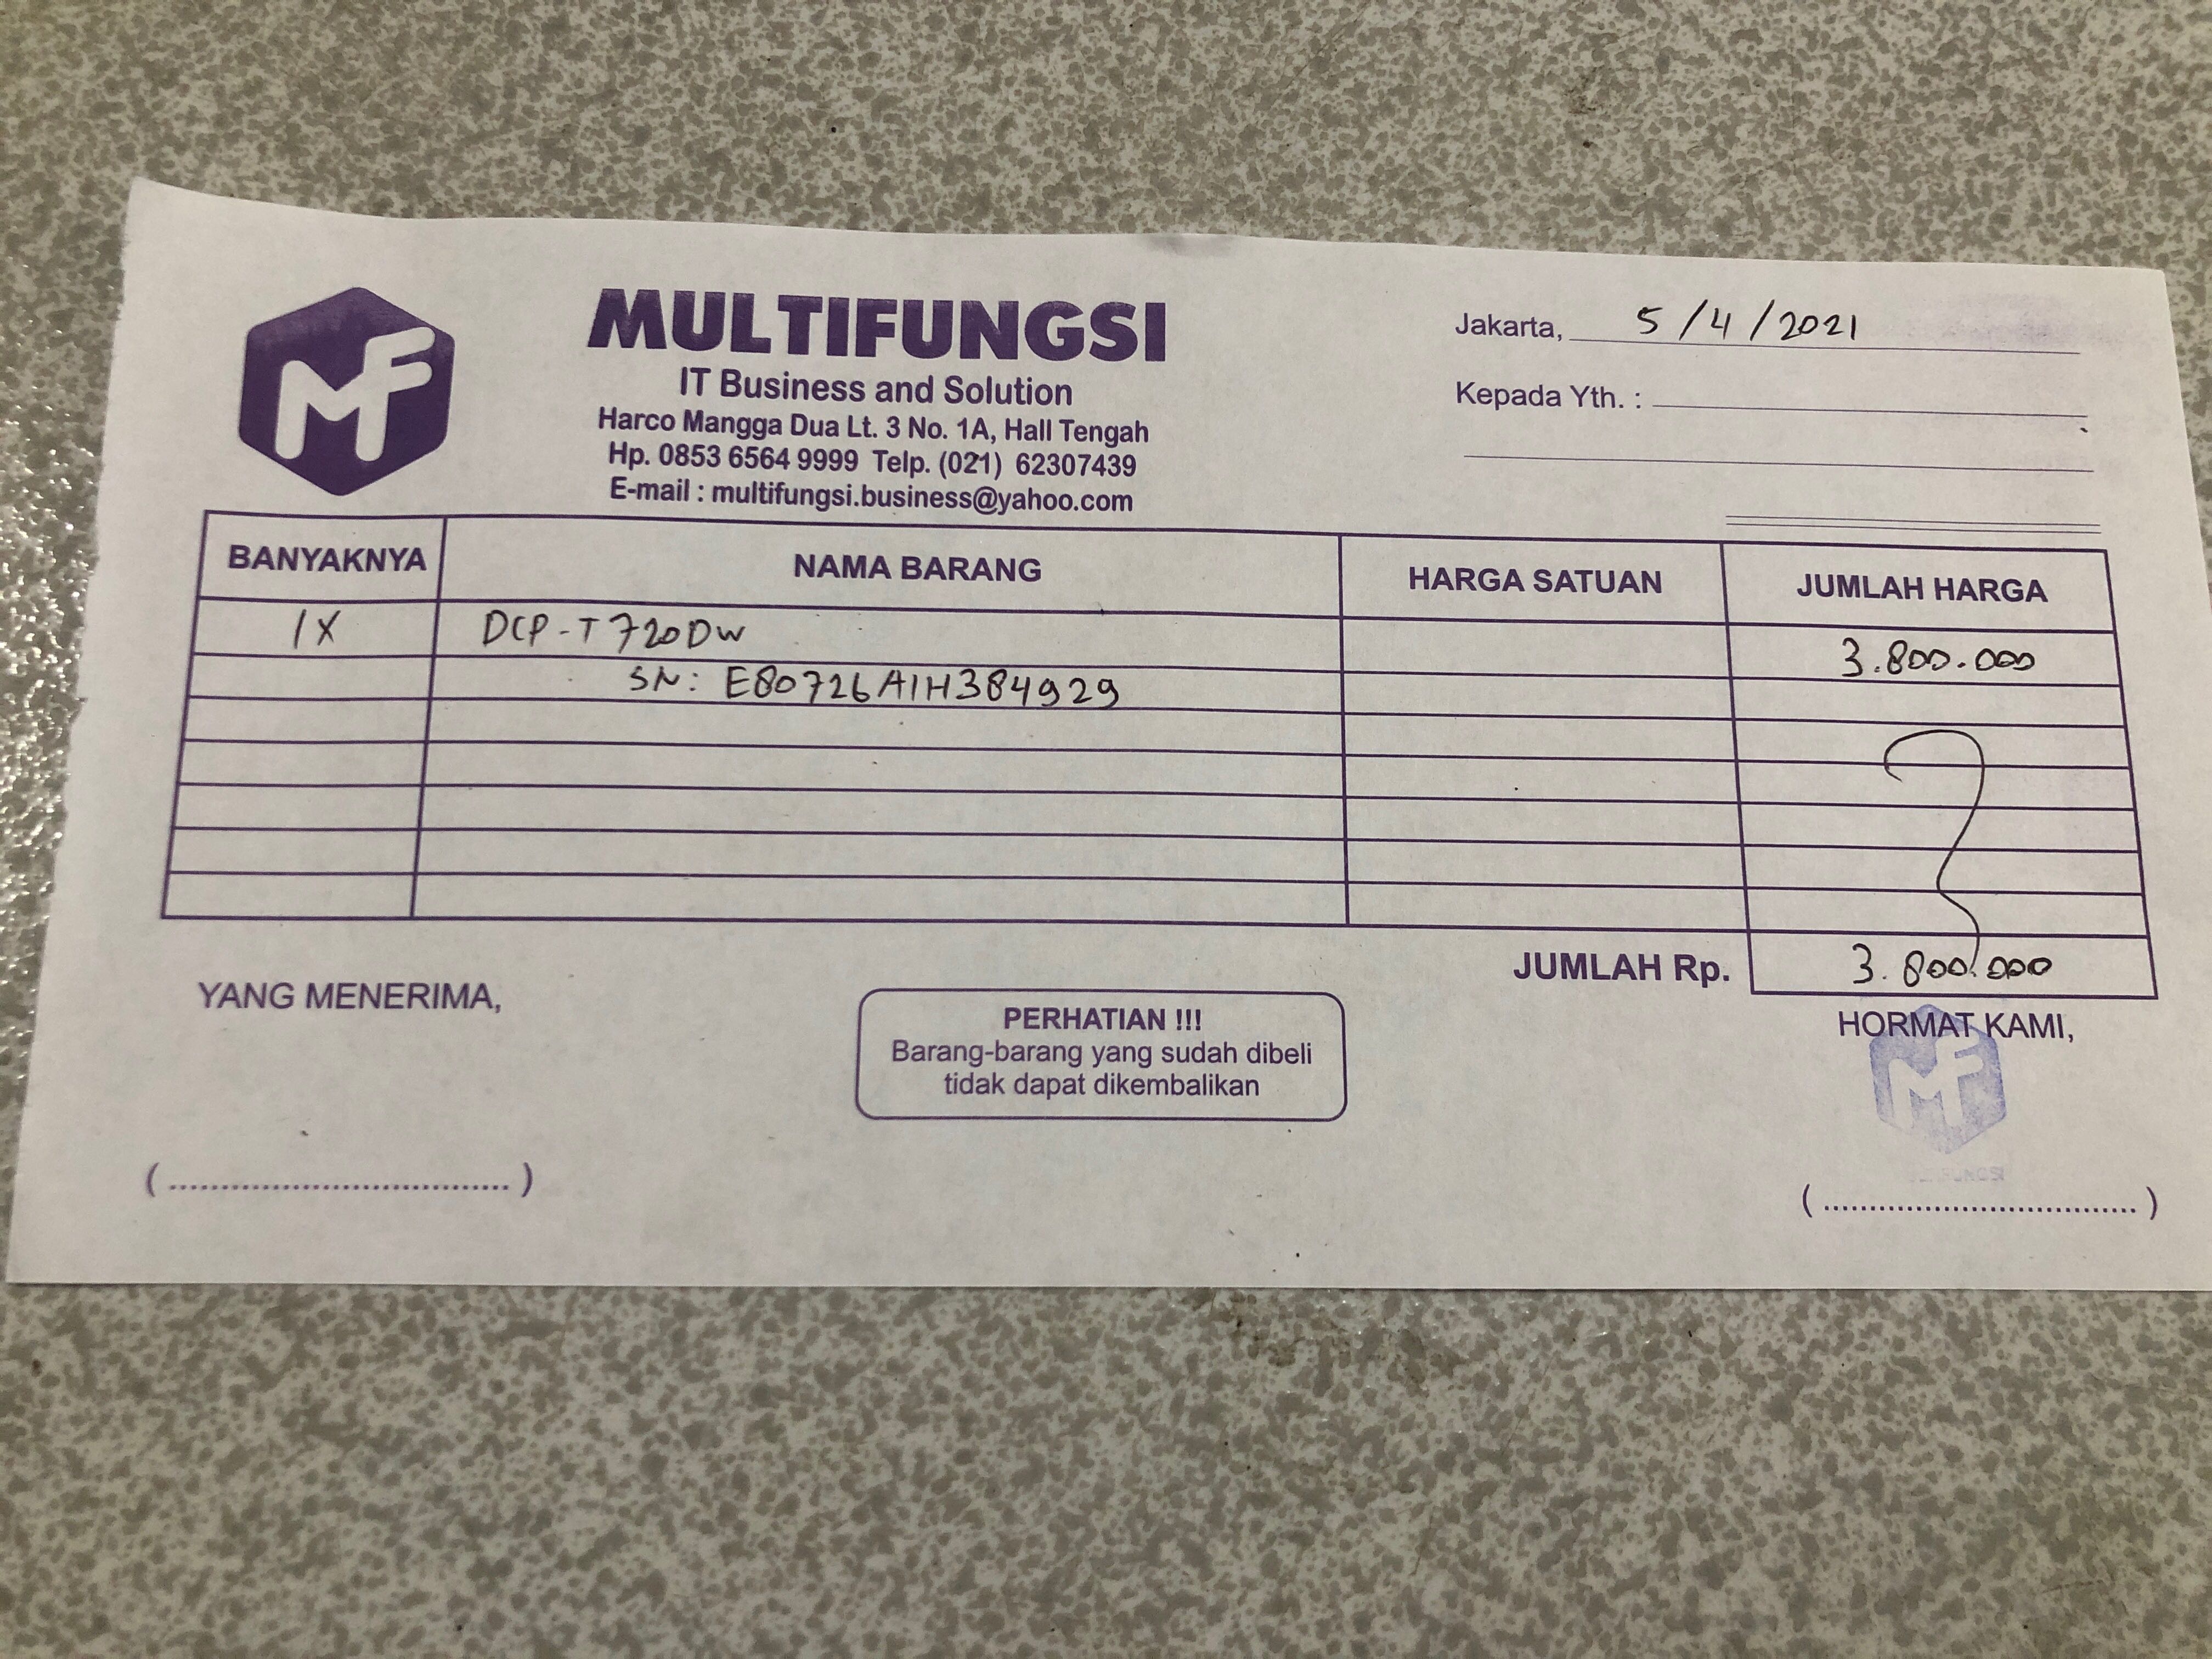 MF
MULTIFUNGSI
IT Business and Solution
Harco Mangga Dua Lt. 3 No. 1A, Hall Tengah
Hp. 0853 6564 9999 Telp. (021) 62307439
E-mail : multifungsi.business@yahoo.com
Jakarta, 5/4/2021
Kepada Yth. :
BANYAKNYA NAMA BARANG HARGA SATUAN JUMLAH HARGA
1X DCP-T720DW 3.800.000
SN: E80726A1H384929
JUMLAH Rp. 3.800.000
YANG MENERIMA,
PERHATIAN !!!
Barang-barang yang sudah dibeli
tidak dapat dikembalikan
HORMAT KAMI,
MF
(....................................)
(....................................)